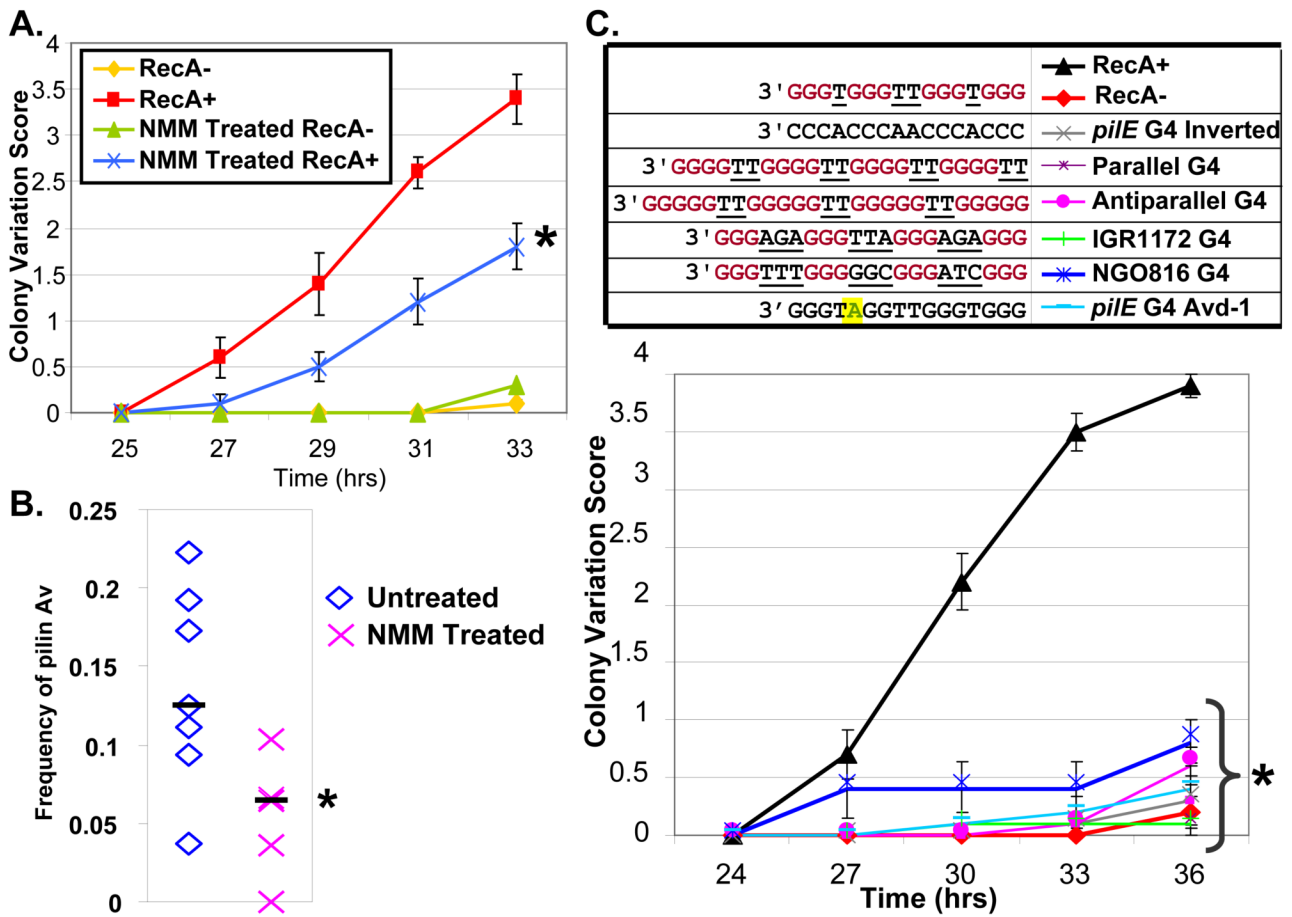 A.
Colony Variation Score
4
3.5
3
2.5
2
1.5
1
0.5
0
RecA-
RecA+
NMM Treated RecA-
NMM Treated RecA+
*
25 27 29 31 33
Time (hrs)
B.
Frequency of pilin Av
0.25
0.2
0.15
0.1
0.05
0
Untreated
NMM Treated
*
C.
3'GGGTGGGTTGGGTGGG
3'CCCACCCAACCCACCC
3'GGGGTTGGGGTTGGGGTTGGGGTT
3'GGGGGTTGGGGGTTGGGGGTTGGGGG
3'GGGAGAGGGTTAGGGAGAGGG
3'GGGTTTGGGGGCGGGATCGGG
3′GGGTAGGTTGGGTGGG
RecA+
RecA-
pilE G4 Inverted
Parallel G4
Antiparallel G4
IGR1172 G4
NGO816 G4
pilE G4 Avd-1
Colony Variation Score
4
3.5
3
2.5
2
1.5
1
0.5
0
*
24 27 30 33 36
Time (hrs)